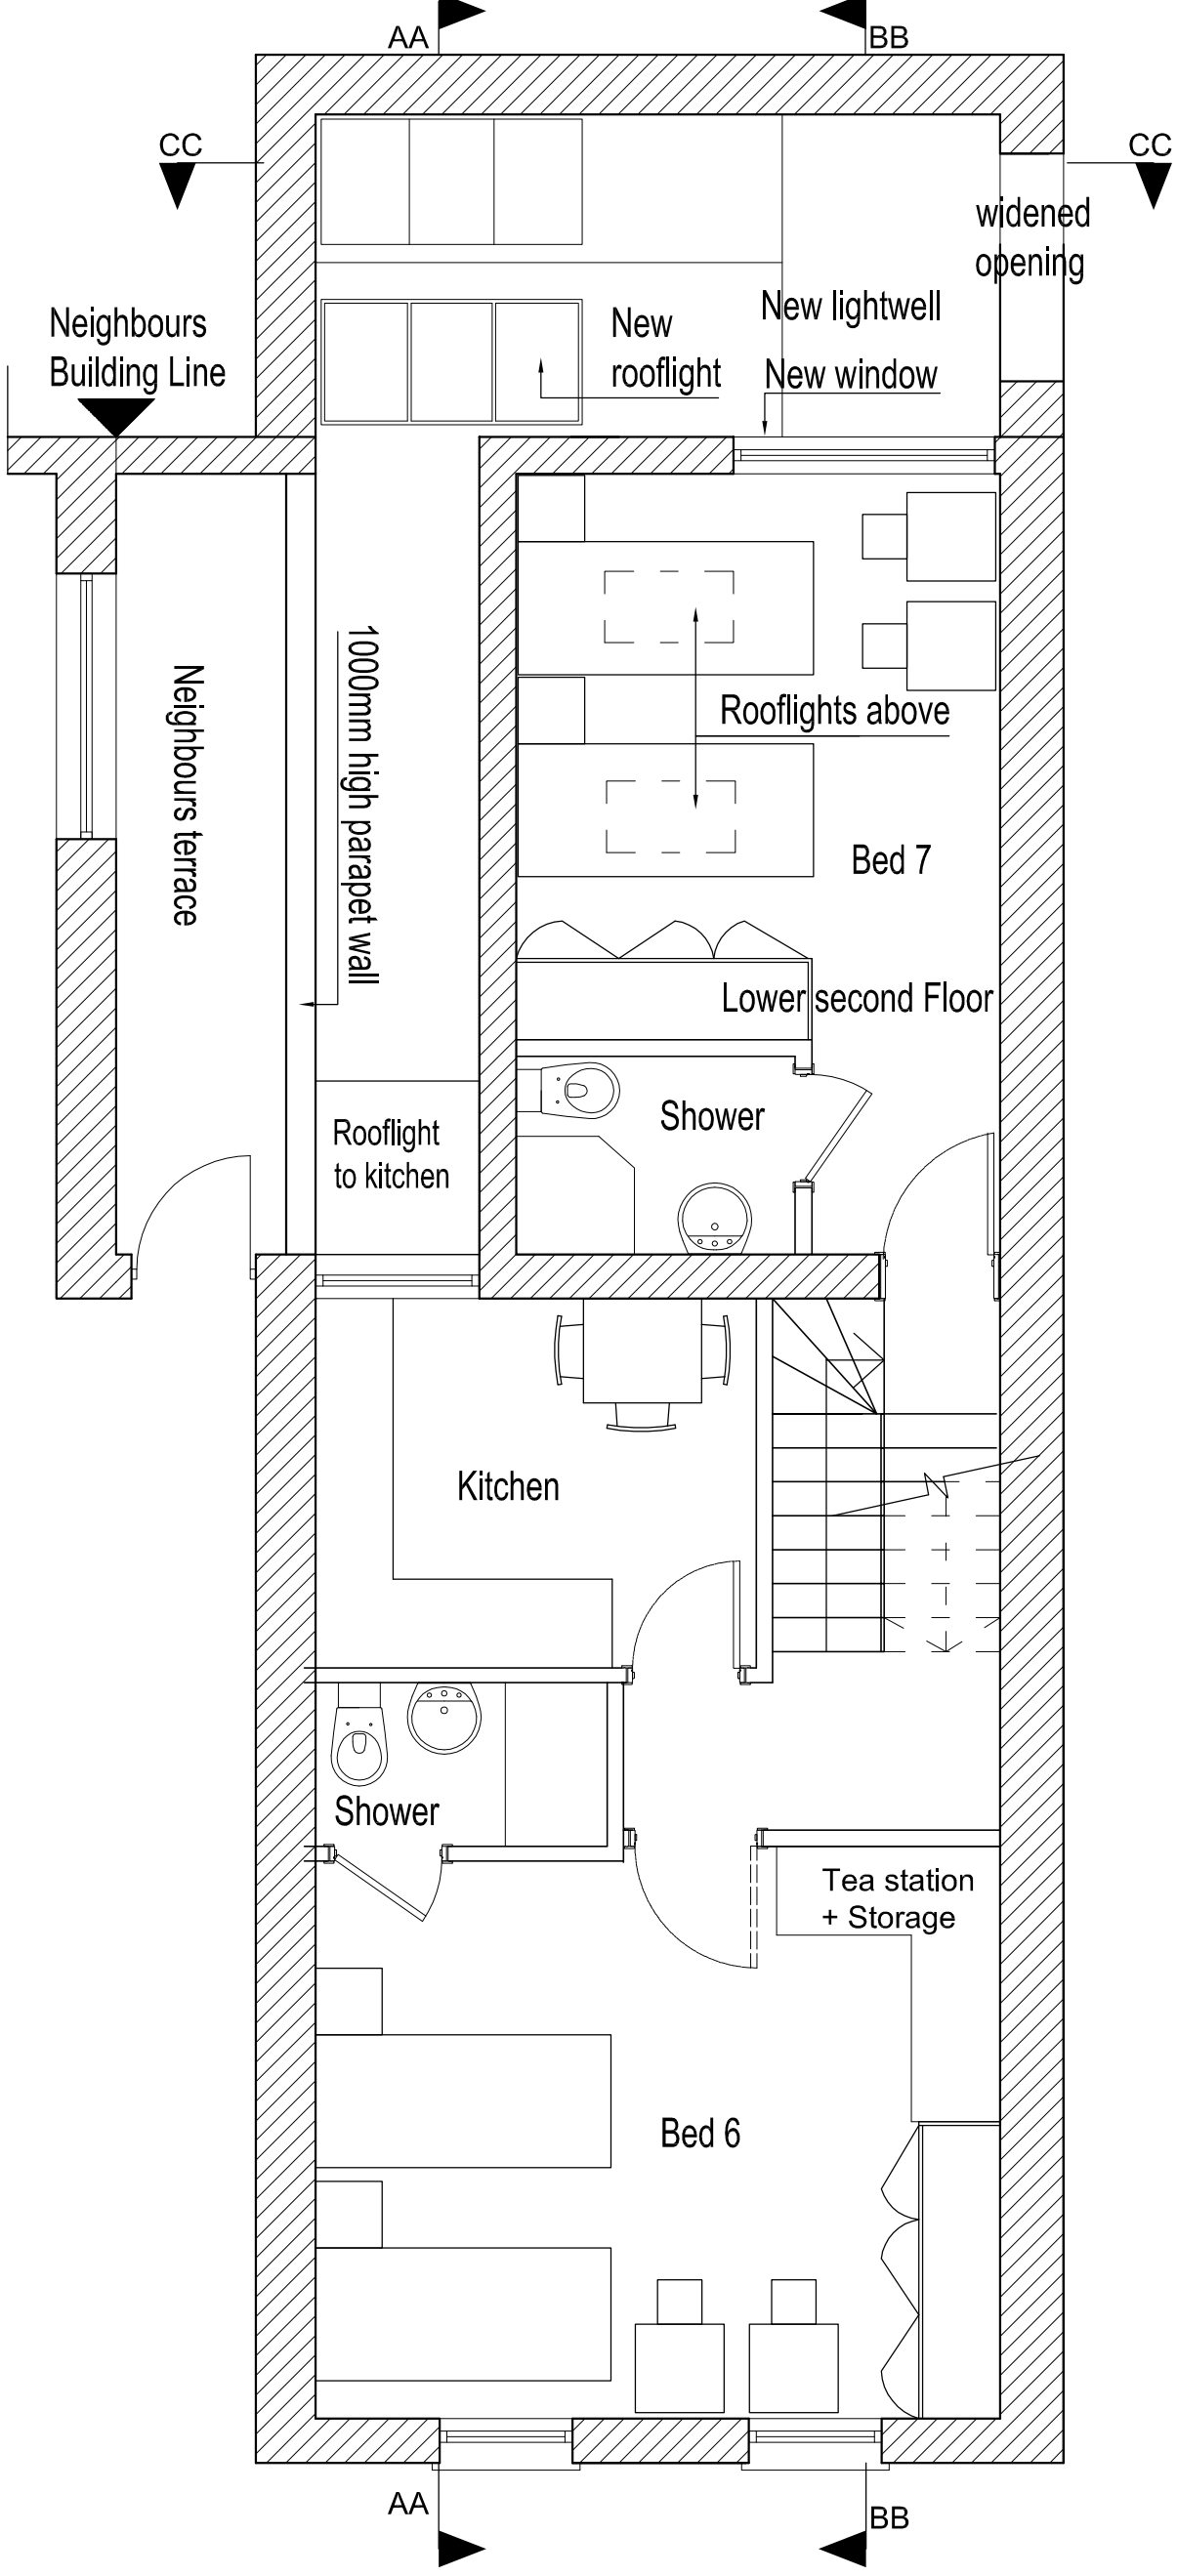 AA
BB
CC
CC
widened
opening
Neighbours
Building Line
New
rooflight
New lightwell
New window
1000mm high parapet wall
Neighbours terrace
Rooflights above
Bed 7
Lower second Floor
Shower
Rooflight
to kitchen
Kitchen
Shower
Tea station
+ Storage
Bed 6
AA
BB